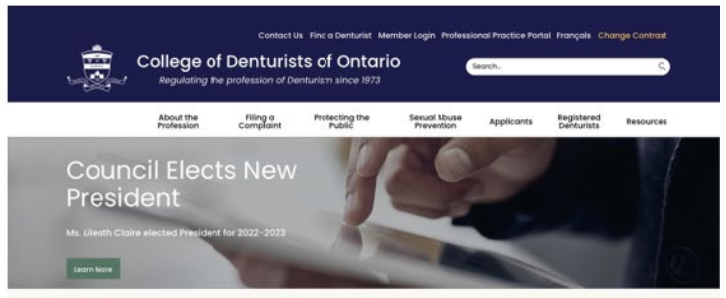 Contact Us Find a Denturist Member Login Professional Practice Portal Français Change Contrast
College of Denturists of Ontario
Regulating the profession of Denturism since 1973
Search..
About the Profession
Filing a Complaint
Protecting the Public
Sexual Abuse Prevention
Applicants
Registered Denturists
Resources
Council Elects New
President
Ms. Lileath Claire elected President for 2022-2023
Learn More